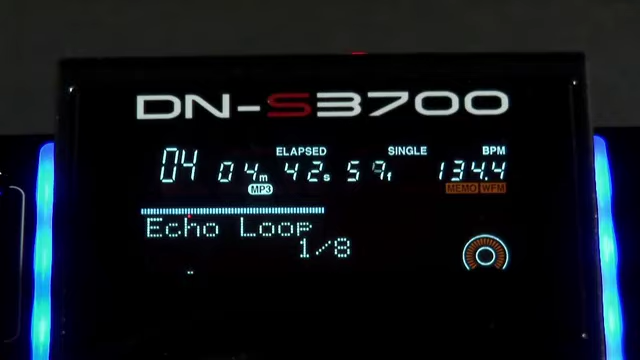 DN-S3700
ELAPSED SINGLE BPM
04 04m 42s 59f 134.4
MP3 MEMO WFM
Echo Loop
1/8